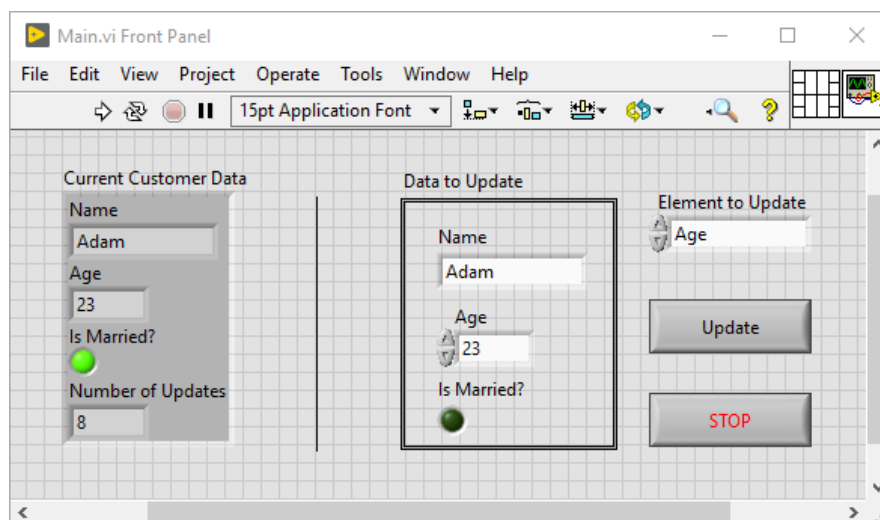 Main.vi Front Panel
File Edit View Project Operate Tools Window Help
15pt Application Font
Current Customer Data
Name
Adam
Age
23
Is Married?
Number of Updates
8
Data to Update
Name
Adam
Age
23
Is Married?
Element to Update
Age
Update
STOP